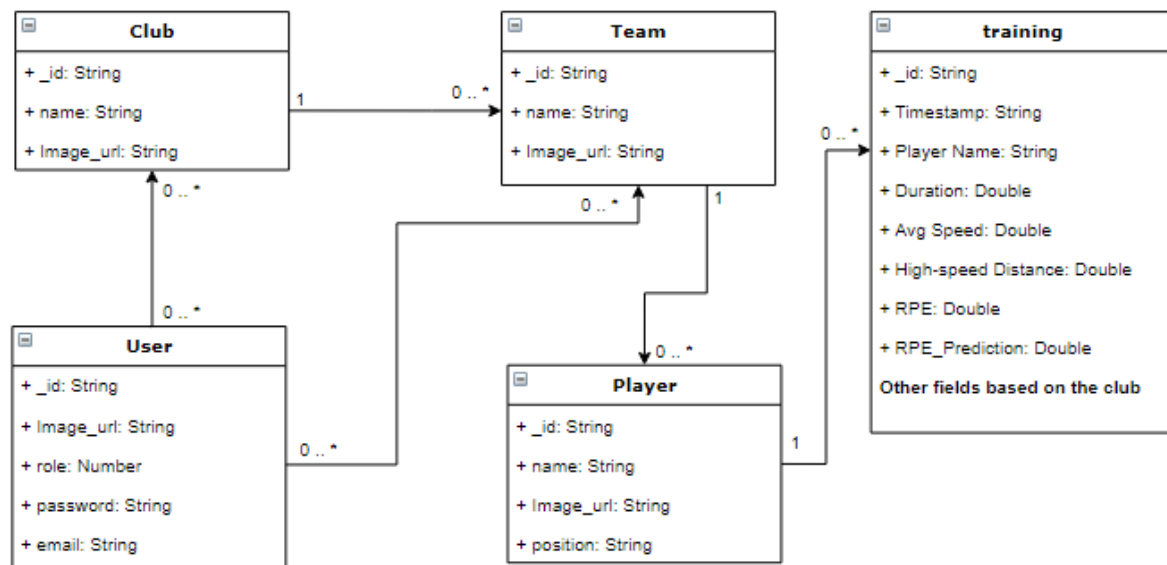 Club
+ _id: String
+ name: String
+ Image_url: String
1
0 .. *
Team
+ _id: String
+ name: String
+ Image_url: String
training
+ _id: String
+ Timestamp: String
+ Player Name: String
+ Duration: Double
+ Avg Speed: Double
+ High-speed Distance: Double
+ RPE: Double
+ RPE_Prediction: Double
Other fields based on the club
0 .. *
0 .. *
0 .. *
1
0 .. *
User
+ _id: String
+ Image_url: String
+ role: Number
+ password: String
+ email: String
0 .. *
0 .. *
Player
+ _id: String
+ name: String
+ Image_url: String
+ position: String
1